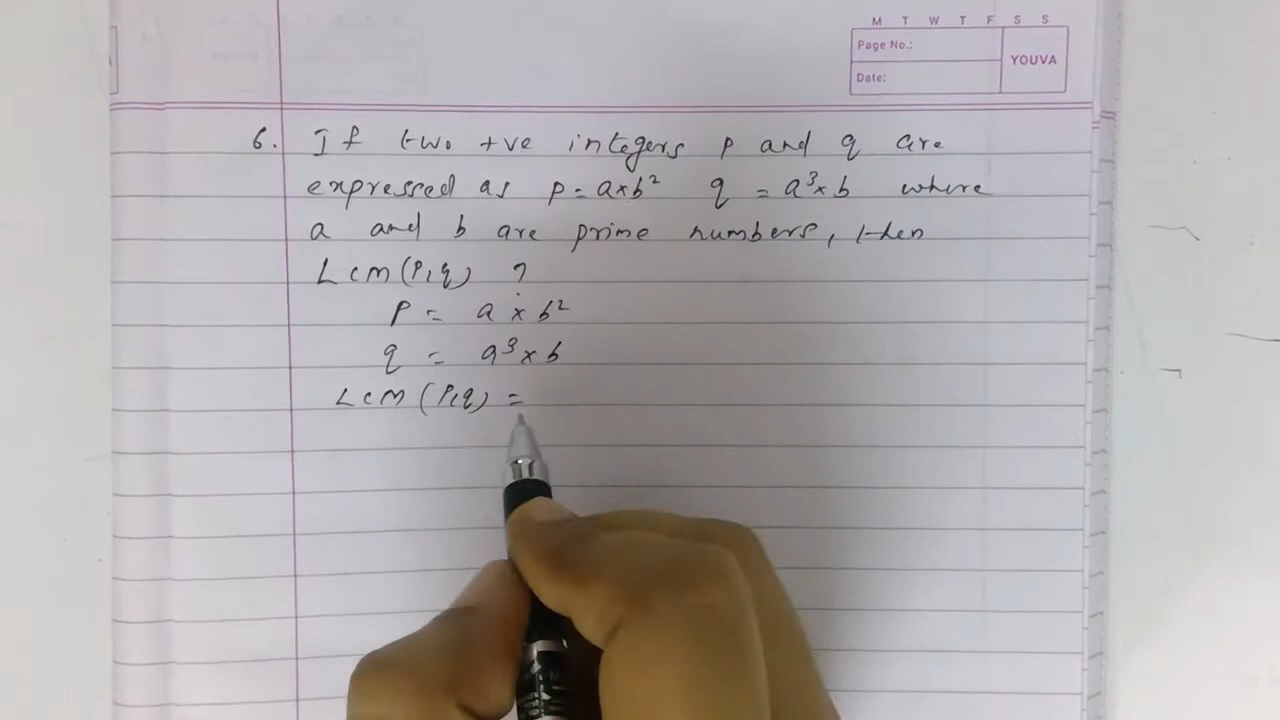 M T W T F S S
Page No.:
YOUVA
Date:
6. If two +ve integers p and q are
expressed as p = a×b² q = a³×b where
a and b are prime numbers, then
LCM(P,q) ?
P = a × b²
q = a³ × b
LCM (P,q) =